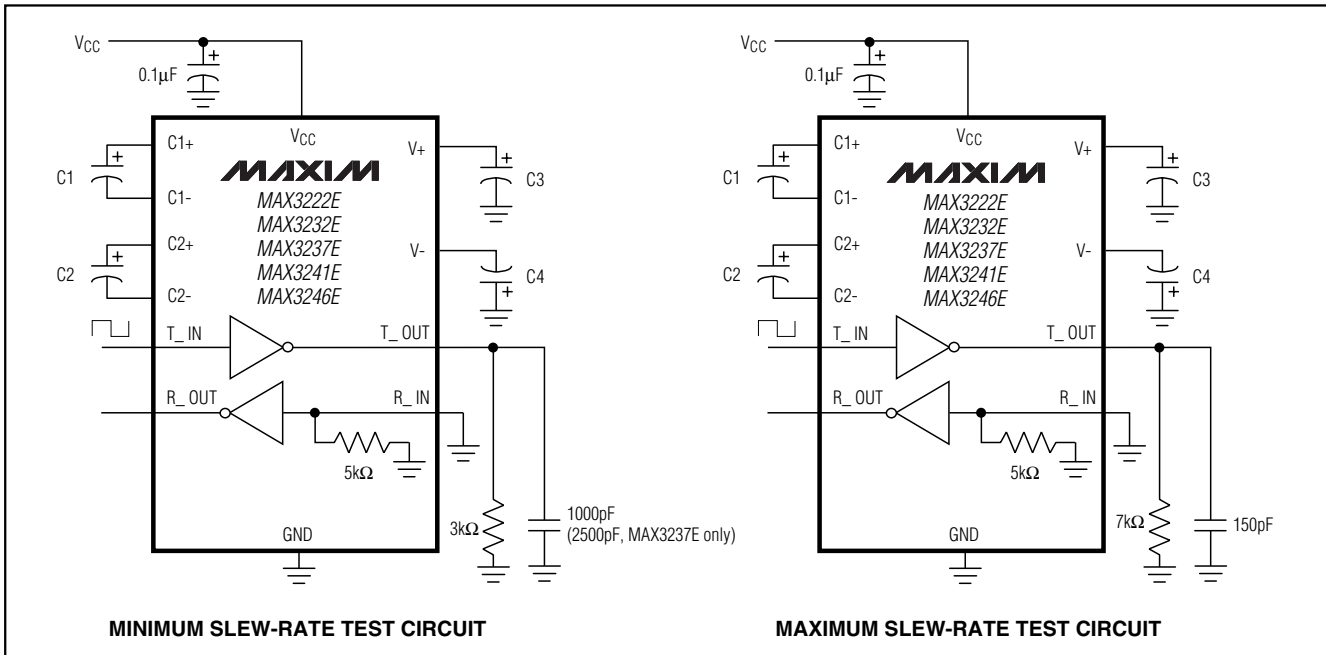 VCC
0.1µF
+
VCC
C1+
V+
C1
+
+
C3
C1-
MAXIM
MAX3222E
MAX3232E
MAX3237E
MAX3241E
MAX3246E
C2+
V-
C2
+
C4
+
C2-
T_ IN
T_ OUT
R_ OUT
R_ IN
5kΩ
3kΩ
1000pF
(2500pF, MAX3237E only)
GND
MINIMUM SLEW-RATE TEST CIRCUIT
VCC
0.1µF
+
VCC
C1+
V+
C1
+
+
C3
C1-
MAXIM
MAX3222E
MAX3232E
MAX3237E
MAX3241E
MAX3246E
C2+
V-
C2
+
C4
+
C2-
T_ IN
T_ OUT
R_ OUT
R_ IN
5kΩ
7kΩ
150pF
GND
MAXIMUM SLEW-RATE TEST CIRCUIT